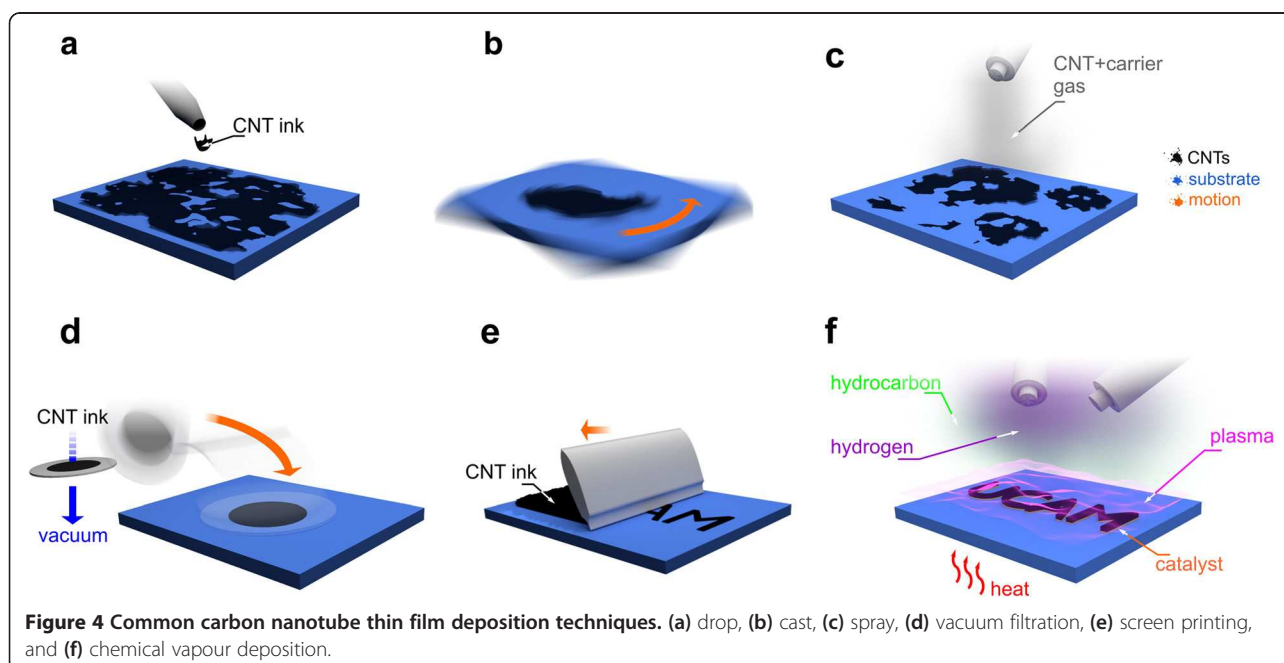 a
b
c
CNT ink
CNT+carrier
gas
CNTs
substrate
motion
d
e
f
CNT ink
vacuum
CNT ink
AM
hydrocarbon
hydrogen
plasma
UCAM
catalyst
heat
Figure 4 Common carbon nanotube thin film deposition techniques. (a) drop, (b) cast, (c) spray, (d) vacuum filtration, (e) screen printing,
and (f) chemical vapour deposition.